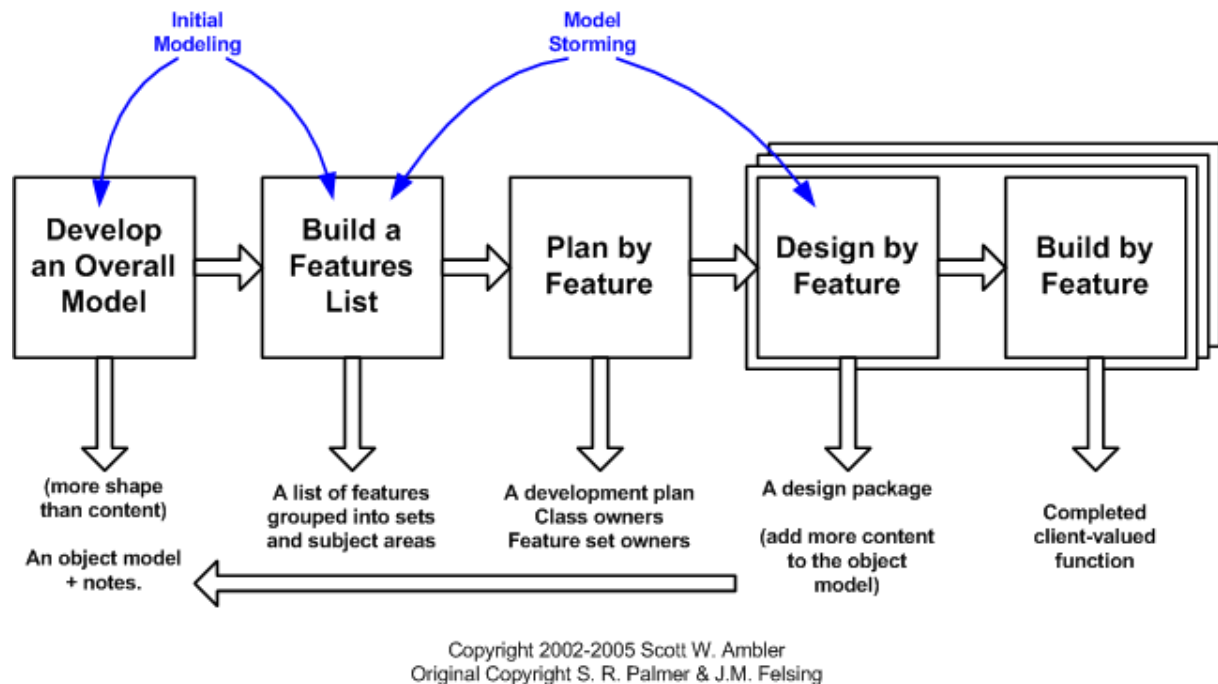 Initial
Modeling
Model
Storming
Develop
an Overall
Model
Build a
Features
List
Plan by
Feature
Design by
Feature
Build by
Feature
(more shape
than content)
An object model
+ notes.
A list of features
grouped into sets
and subject areas
A development plan
Class owners
Feature set owners
A design package
(add more content
to the object
model)
Completed
client-valued
function
Copyright 2002-2005 Scott W. Ambler
Original Copyright S. R. Palmer & J.M. Felsing